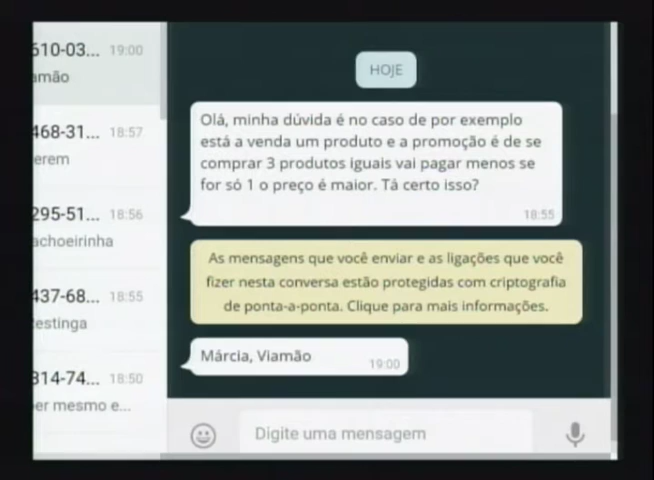 610-03... 19:00
amão
468-31... 18:57
erem
295-51... 18:56
achoeirinha
437-68... 18:55
estinga
314-74... 18:50
er mesmo e...
HOJE
Olá, minha dúvida é no caso de por exemplo
está a venda um produto e a promoção é de se
comprar 3 produtos iguais vai pagar menos se
for só 1 o preço é maior. Tá certo isso?
18:55
As mensagens que você enviar e as ligações que você
fizer nesta conversa estão protegidas com criptografia
de ponta-a-ponta. Clique para mais informações.
Márcia, Viamão
19:00
Digite uma mensagem